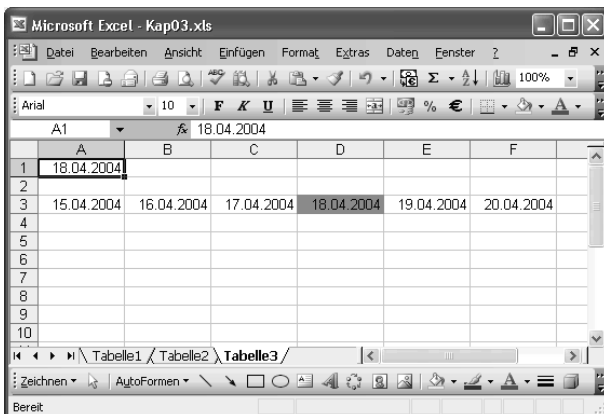 Microsoft Excel - Kap03.xls
Datei Bearbeiten Ansicht Einfügen Format Extras Daten Fenster ?
100%
Arial 10 F K U % €
A1 fx 18.04.2004
A B C D E F
1 18.04.2004
2
3 15.04.2004 16.04.2004 17.04.2004 18.04.2004 19.04.2004 20.04.2004
4
5
6
7
8
9
10
Tabelle1 Tabelle2 Tabelle3
Zeichnen AutoFormen
Bereit